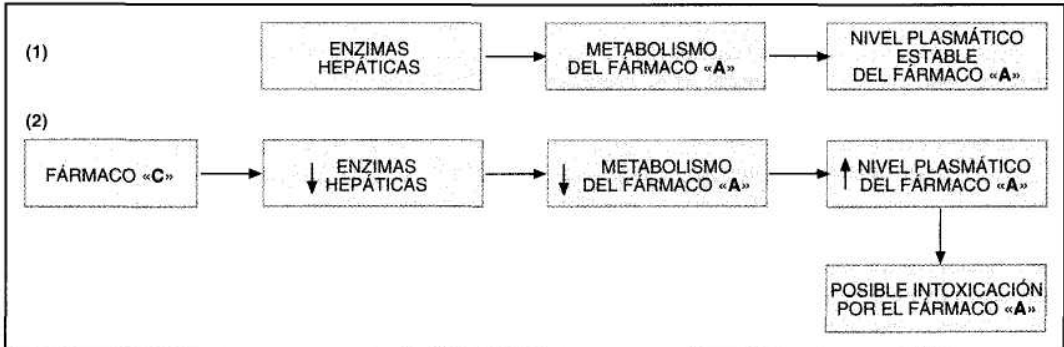 (1)
ENZIMAS
HEPÁTICAS
METABOLISMO
DEL FÁRMACO «A»
NIVEL PLASMÁTICO
ESTABLE
DEL FÁRMACO «A»
(2)
FÁRMACO «C»
ENZIMAS
HEPÁTICAS
METABOLISMO
DEL FÁRMACO «A»
NIVEL PLASMÁTICO
DEL FÁRMACO «A»
POSIBLE INTOXICACIÓN
POR EL FÁRMACO «A»